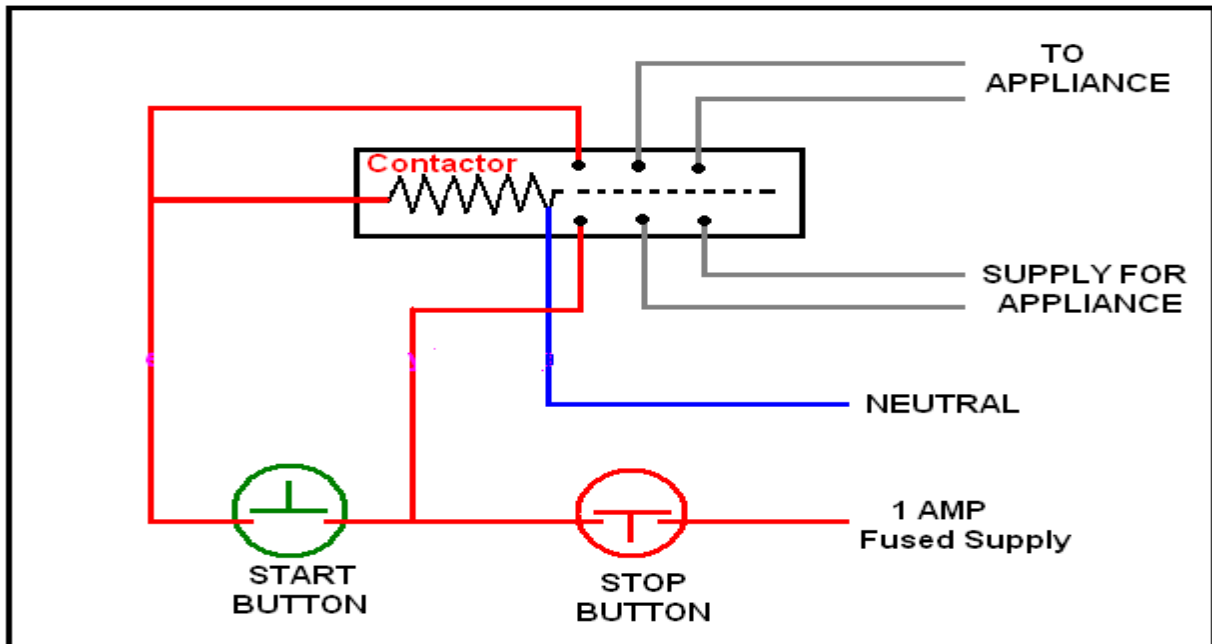 TO
APPLIANCE
Contactor
SUPPLY FOR
APPLIANCE
NEUTRAL
1 AMP
Fused Supply
START
BUTTON
STOP
BUTTON